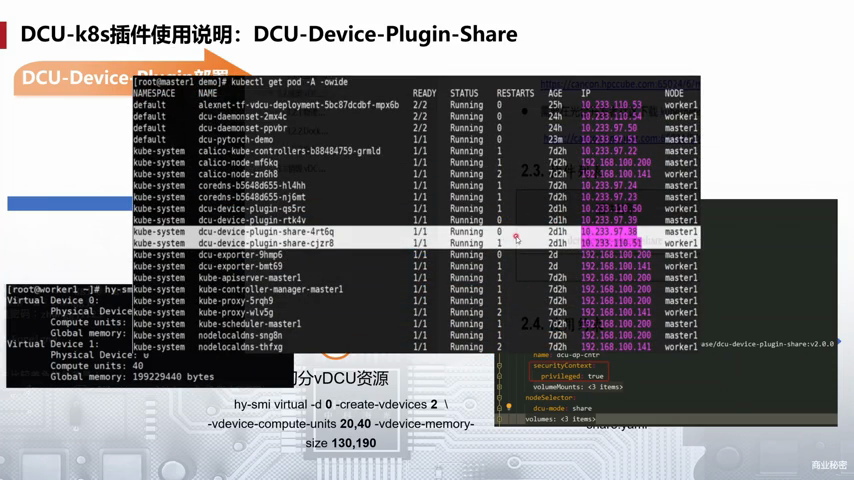 DCU-k8s插件使用说明：DCU-Device-Plugin-Share
DCU-Device-Plugin部署
[root@master1 demo]# kubectl get pod -A -owide
NAMESPACE NAME READY STATUS RESTARTS AGE IP NODE
default alexnet-tf-vdcu-deployment-5bc87dcdbf-mpx6b 2/2 Running 0 25h 10.233.110.53 worker1
default dcu-daemonset-2mx4c 2/2 Running 0 24h 10.233.110.54 worker1
default dcu-daemonset-ppvbr 2/2 Running 0 24h 10.233.97.50 master1
default dcu-pytorch-demo 1/1 Running 0 23m 10.233.97.51 master1
kube-system calico-kube-controllers-b88484759-grmld 1/1 Running 1 7d2h 10.233.97.22 master1
kube-system calico-node-mf6kq 1/1 Running 1 7d2h 192.168.100.200 master1
kube-system calico-node-zn6h8 1/1 Running 2 7d2h 192.168.100.141 worker1
kube-system coredns-b5648d655-hl4hh 1/1 Running 1 7d2h 10.233.97.24 master1
kube-system coredns-b5648d655-nj6mt 1/1 Running 1 7d2h 10.233.97.23 master1
kube-system dcu-device-plugin-qs5rc 1/1 Running 1 2d1h 10.233.110.50 worker1
kube-system dcu-device-plugin-rtk4v 1/1 Running 0 2d1h 10.233.97.39 master1
kube-system dcu-device-plugin-share-4rt6q 1/1 Running 0 2d1h 10.233.97.38 master1
kube-system dcu-device-plugin-share-cjzr8 1/1 Running 1 2d1h 10.233.110.51 worker1
kube-system dcu-exporter-9hmp6 1/1 Running 0 2d 192.168.100.200 master1
kube-system dcu-exporter-bmt69 1/1 Running 1 2d 192.168.100.141 worker1
kube-system kube-apiserver-master1 1/1 Running 1 7d2h 192.168.100.200 master1
kube-system kube-controller-manager-master1 1/1 Running 1 7d2h 192.168.100.200 master1
kube-system kube-proxy-5rqh9 1/1 Running 1 7d2h 192.168.100.200 master1
kube-system kube-proxy-wlv5g 1/1 Running 2 7d2h 192.168.100.141 worker1
kube-system kube-scheduler-master1 1/1 Running 1 7d2h 192.168.100.200 master1
kube-system nodelocaldns-sng8n 1/1 Running 1 7d2h 192.168.100.200 master1
kube-system nodelocaldns-thfxg 1/1 Running 2 7d2h 192.168.100.141 worker1
2.3.
2.4.
[root@worker1 ~]# hy-sm
Virtual Device 0:
Physical Device
Compute units:
Global memory:
Virtual Device 1:
Physical Device: 0
Compute units: 40
Global memory: 199229440 bytes
切分vDCU资源
hy-smi virtual -d 0 -create-vdevices 2 \
-vdevice-compute-units 20,40 -vdevice-memory-
size 130,190
ase/dcu-device-plugin-share:v2.0.0
name: dcu-dp-cntr
securityContext:
privileged: true
volumeMounts: <3 items>
nodeSelector:
dcu-mode: share
volumes: <3 items>
share.yaml
商业秘密